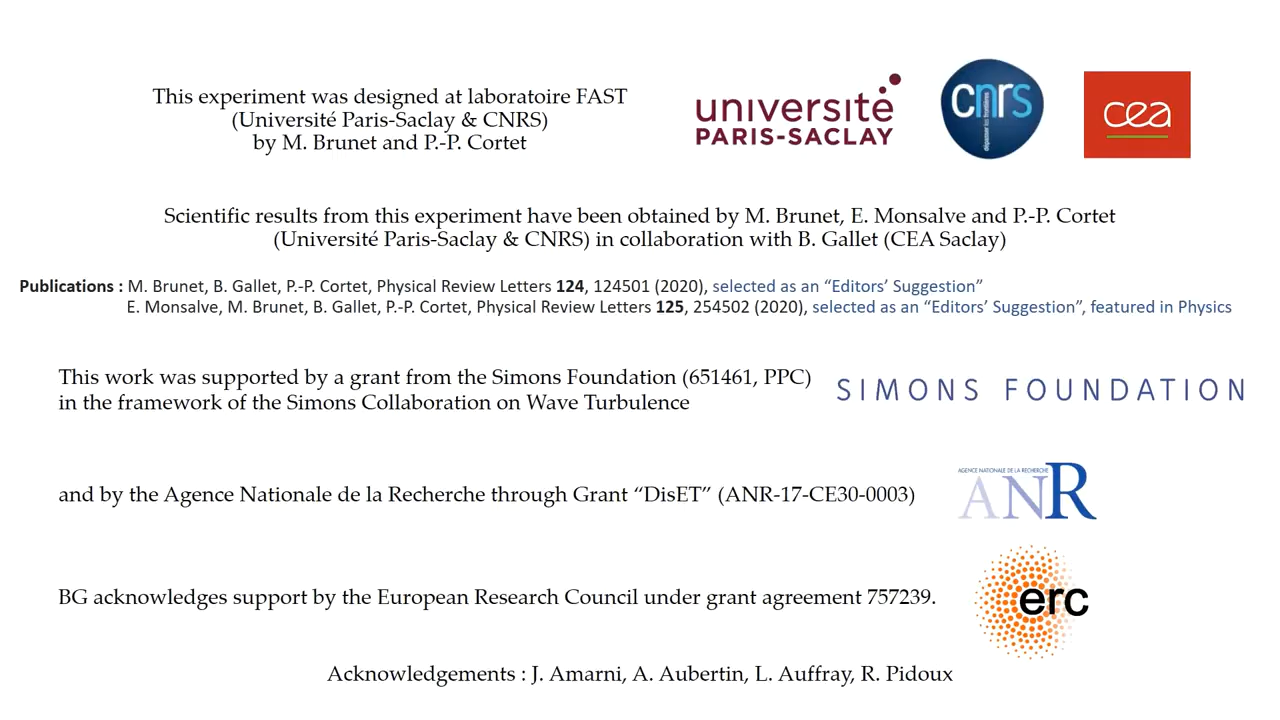 This experiment was designed at laboratoire FAST
(Université Paris-Saclay & CNRS)
by M. Brunet and P.-P. Cortet
université
PARIS-SACLAY
cnrs
dépasser les frontières
cea
Scientific results from this experiment have been obtained by M. Brunet, E. Monsalve and P.-P. Cortet
(Université Paris-Saclay & CNRS) in collaboration with B. Gallet (CEA Saclay)
Publications : M. Brunet, B. Gallet, P.-P. Cortet, Physical Review Letters 124, 124501 (2020), selected as an “Editors’ Suggestion”
E. Monsalve, M. Brunet, B. Gallet, P.-P. Cortet, Physical Review Letters 125, 254502 (2020), selected as an “Editors’ Suggestion”, featured in Physics
This work was supported by a grant from the Simons Foundation (651461, PPC)
in the framework of the Simons Collaboration on Wave Turbulence
SIMONS FOUNDATION
and by the Agence Nationale de la Recherche through Grant “DisET” (ANR-17-CE30-0003)
AGENCE NATIONALE DE LA RECHERCHE
ANR
BG acknowledges support by the European Research Council under grant agreement 757239.
erc
Acknowledgements : J. Amarni, A. Aubertin, L. Auffray, R. Pidoux